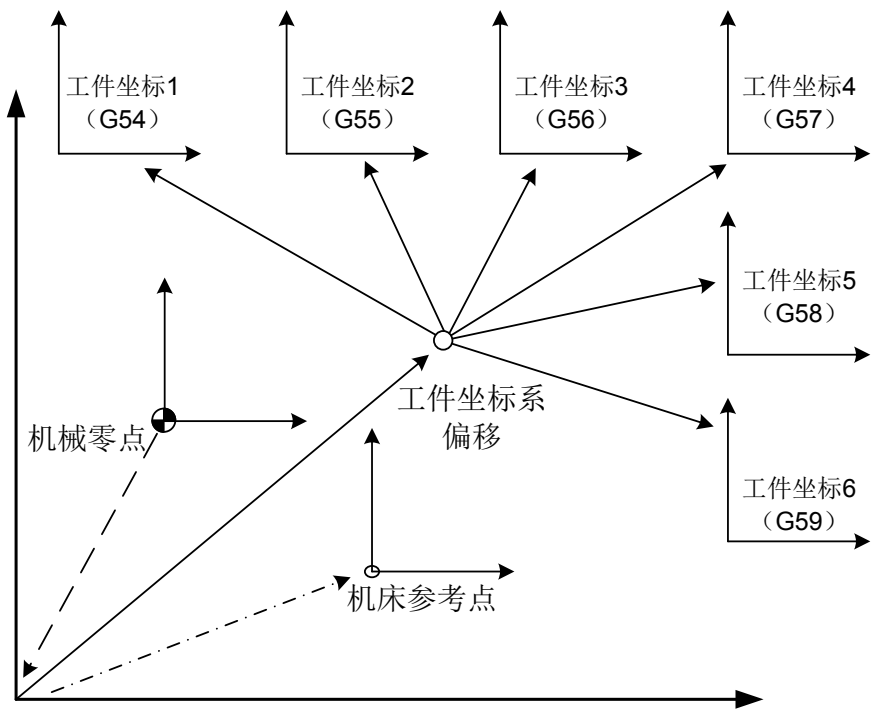 工件坐标1
（G54）
工件坐标2
（G55）
工件坐标3
（G56）
工件坐标4
（G57）
工件坐标5
（G58）
工件坐标系
偏移
机械零点
工件坐标6
（G59）
机床参考点